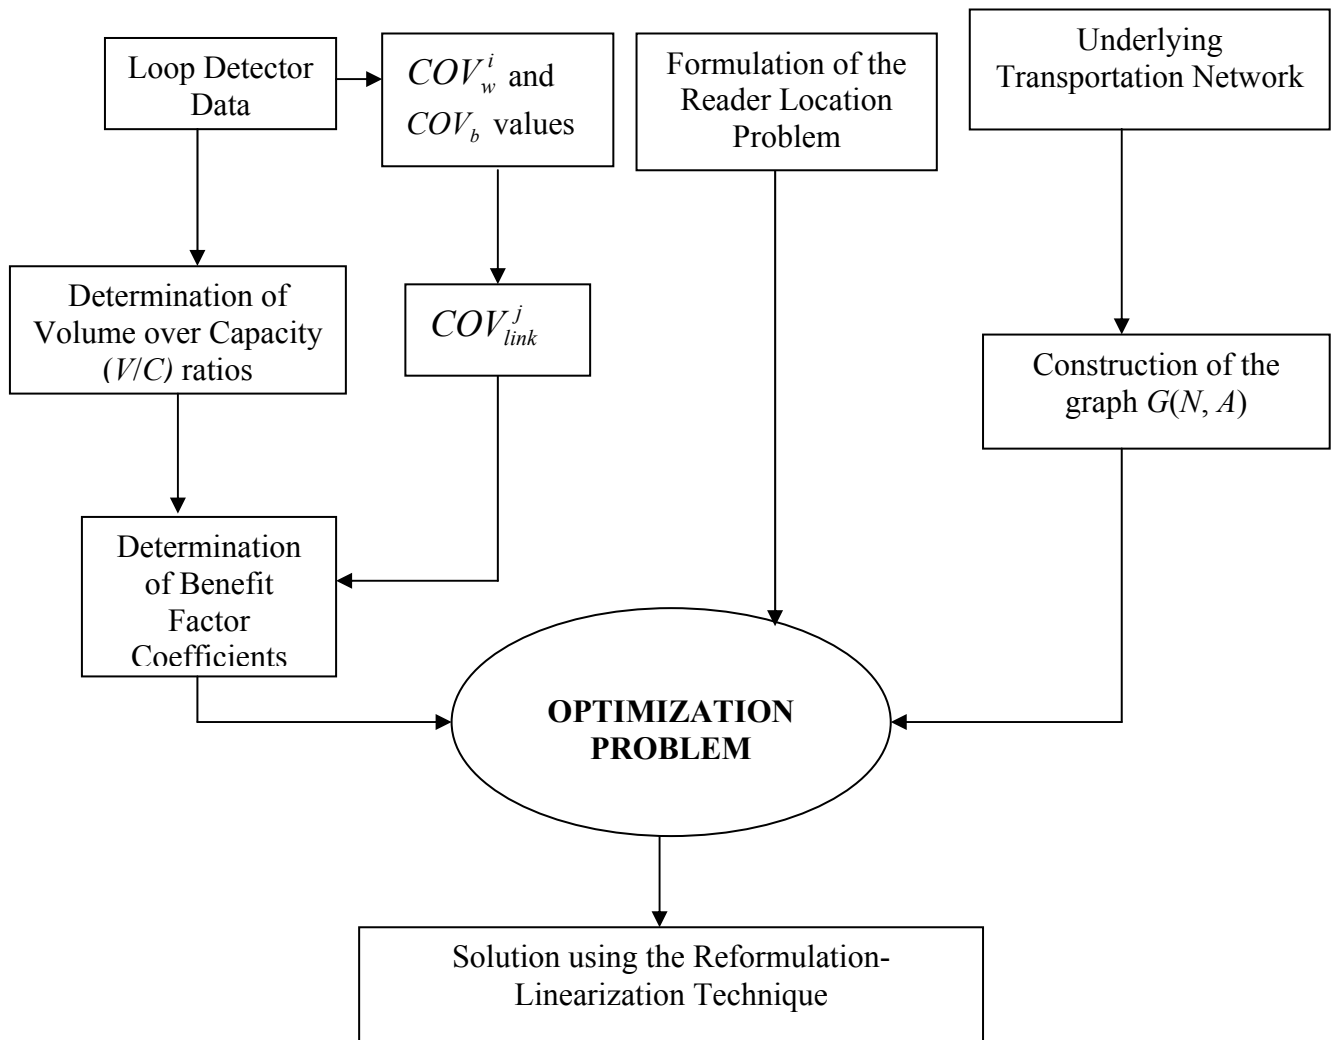 Loop Detector
Data
COV_w^i and
COV_b values
Formulation of the
Reader Location
Problem
Underlying
Transportation Network
Determination of
Volume over Capacity
(V/C) ratios
COV_link^j
Construction of the
graph G(N, A)
Determination
of Benefit
Factor
Coefficients
OPTIMIZATION
PROBLEM
Solution using the Reformulation-
Linearization Technique